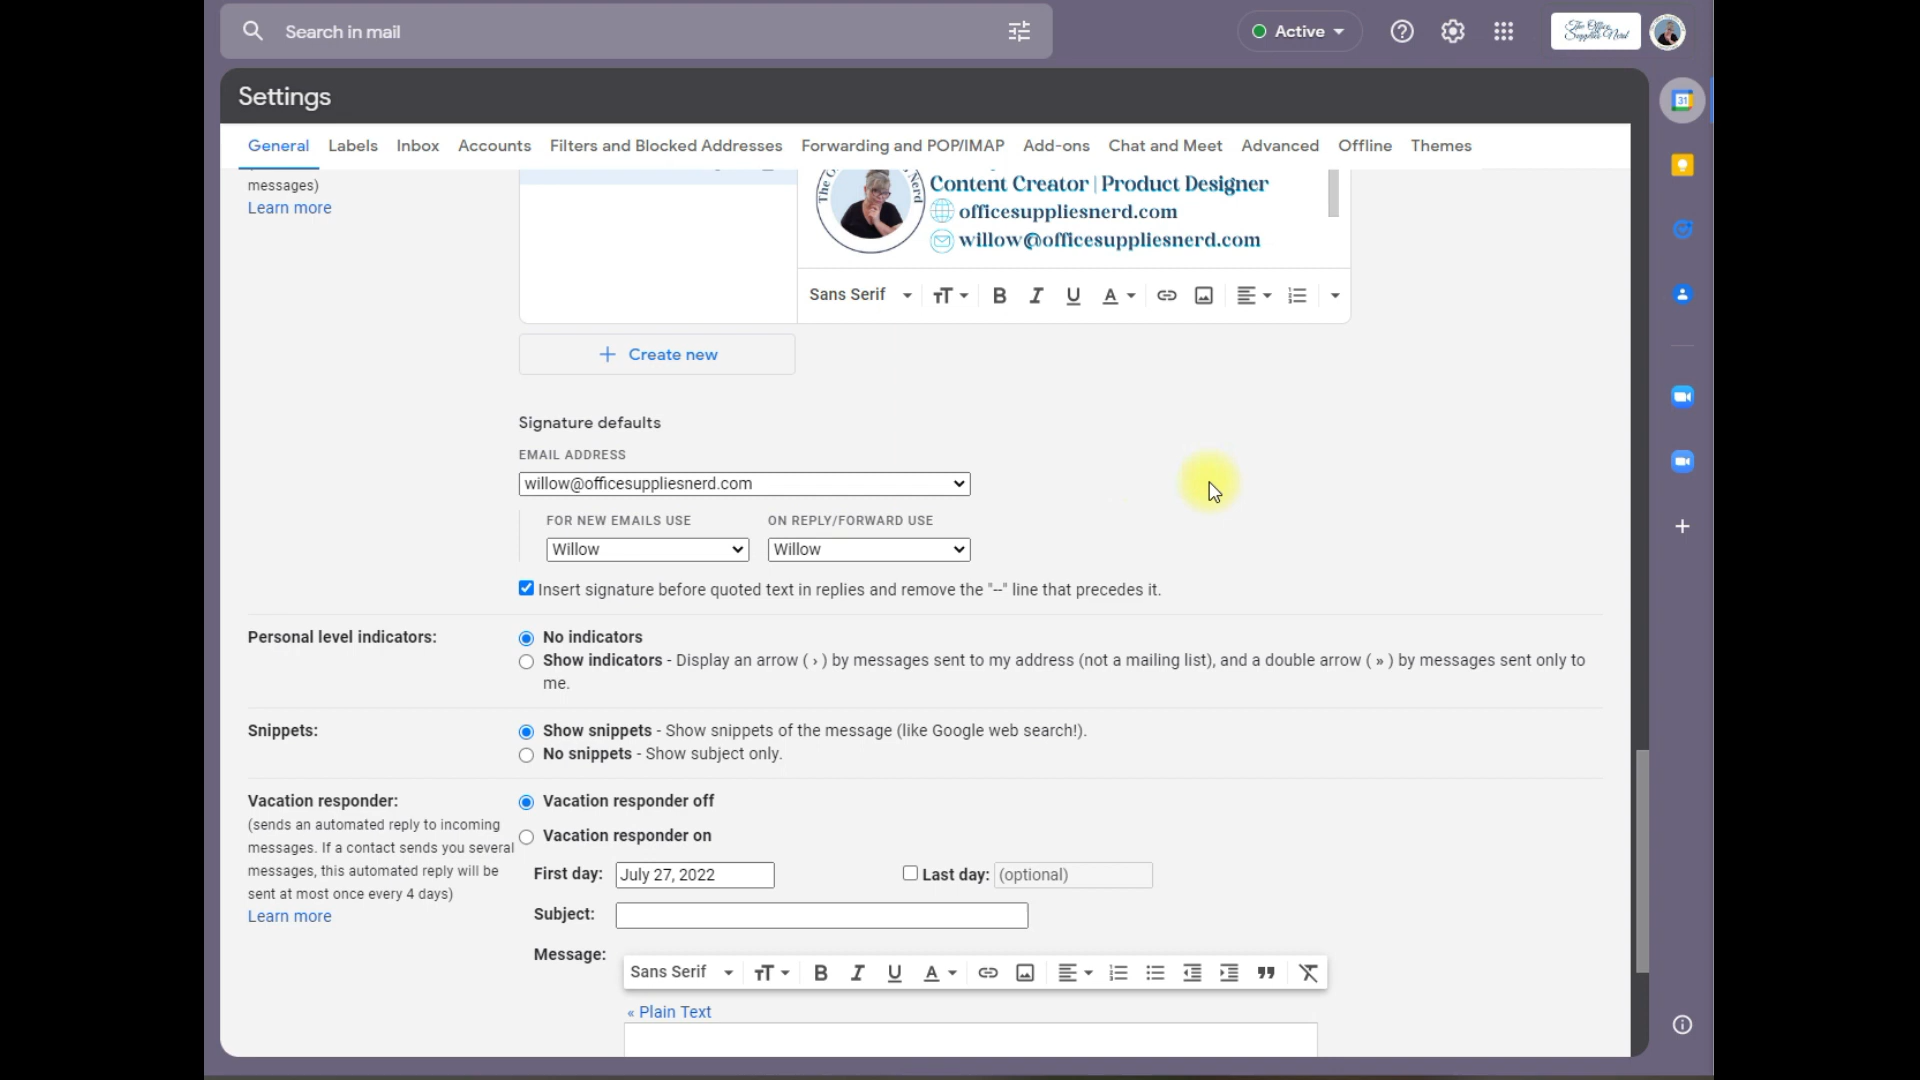 Search in mail
Active
The Office Supplies Nerd
Settings
General Labels Inbox Accounts Filters and Blocked Addresses Forwarding and POP/IMAP Add-ons Chat and Meet Advanced Offline Themes
31
messages)
Learn more
Content Creator | Product Designer
officesuppliesnerd.com
willow@officesuppliesnerd.com
Sans Serif
+ Create new
Signature defaults
EMAIL ADDRESS
willow@officesuppliesnerd.com
FOR NEW EMAILS USE ON REPLY/FORWARD USE
Willow Willow
Insert signature before quoted text in replies and remove the "--" line that precedes it.
Personal level indicators: No indicators
Show indicators - Display an arrow ( › ) by messages sent to my address (not a mailing list), and a double arrow ( » ) by messages sent only to
me.
Snippets: Show snippets - Show snippets of the message (like Google web search!).
No snippets - Show subject only.
Vacation responder: Vacation responder off
(sends an automated reply to incoming
messages. If a contact sends you several
messages, this automated reply will be
sent at most once every 4 days)
Learn more
Vacation responder on
First day: July 27, 2022 Last day: (optional)
Subject:
Message:
Sans Serif
« Plain Text